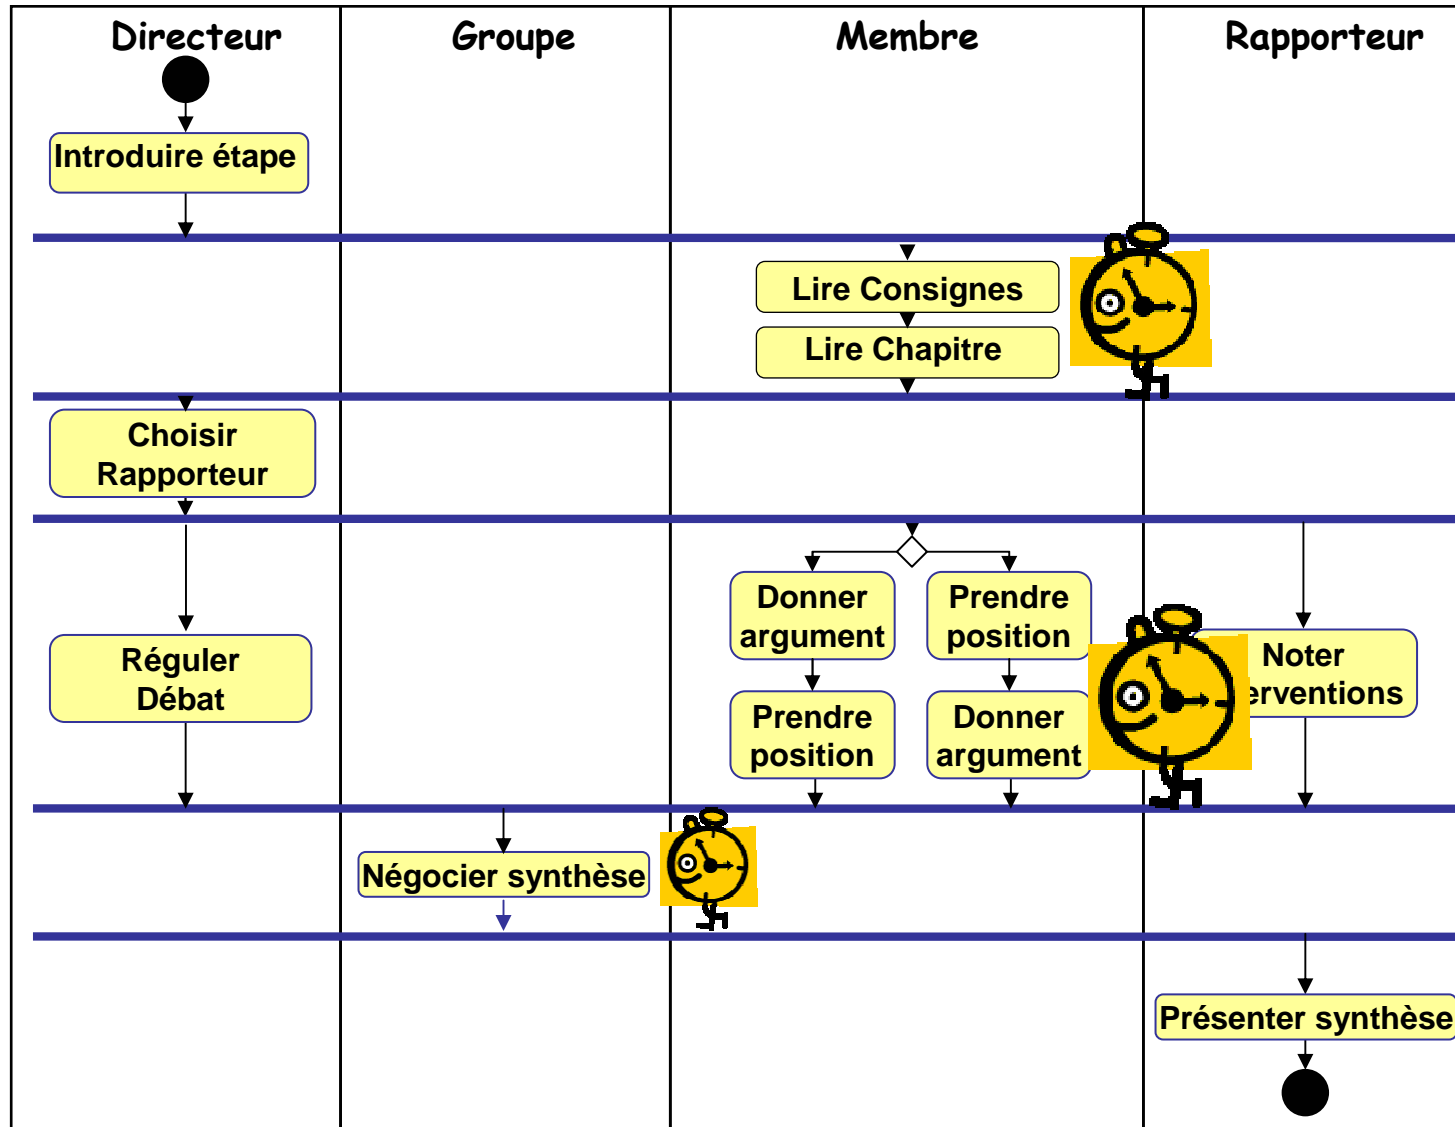 Directeur
Groupe
Membre
Rapporteur
Introduire étape
Lire Consignes
Lire Chapitre
Choisir
Rapporteur
Réguler
Débat
Donner
argument
Prendre
position
Prendre
position
Donner
argument
Noter
erventions
Négocier synthèse
Présenter synthèse